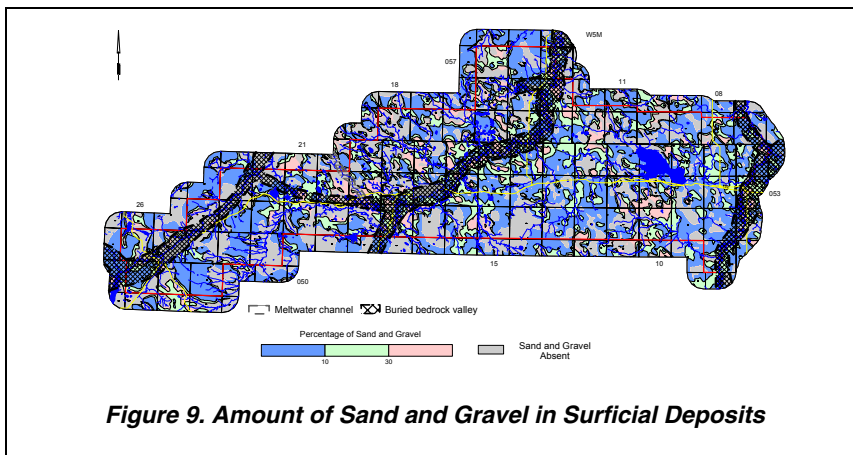 W5M
057
18
11
08
21
053
26
050
15
10
Meltwater channel
Buried bedrock valley
Percentage of Sand and Gravel
Sand and Gravel
Absent
10
30
Figure 9. Amount of Sand and Gravel in Surficial Deposits